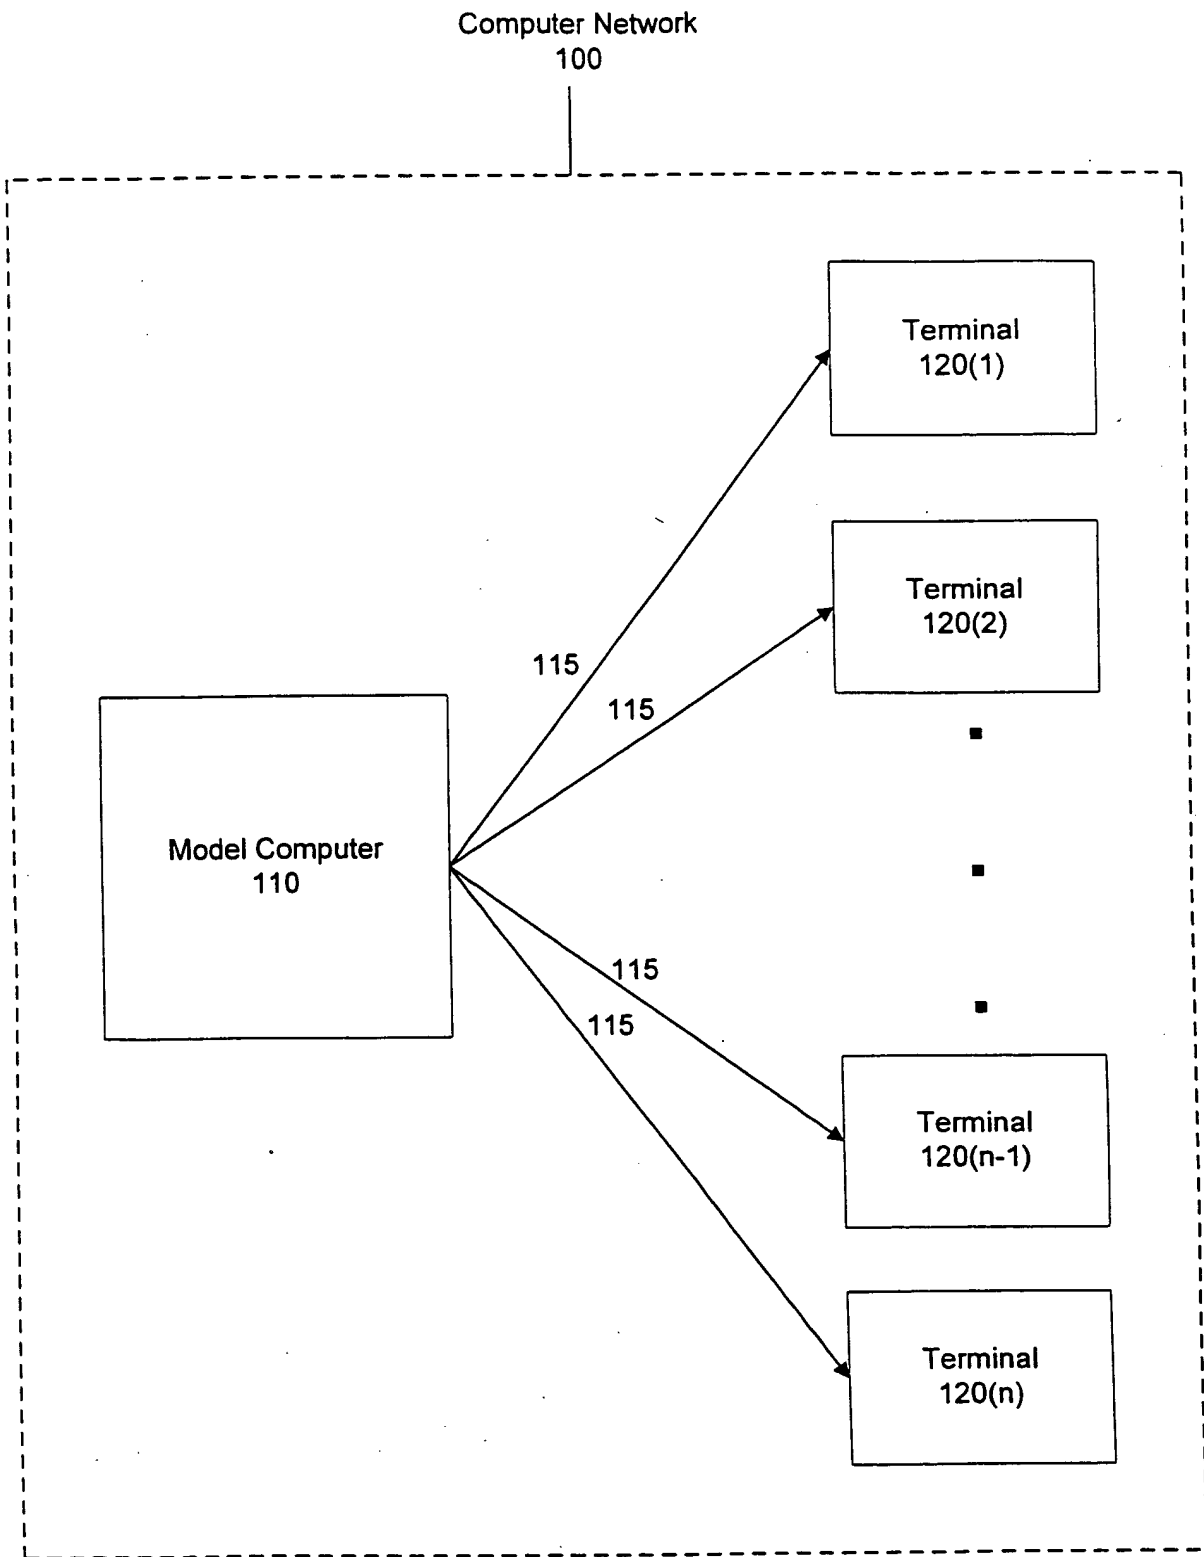 Computer Network
100
Terminal
120(1)
Terminal
120(2)
115
115
Model Computer
110
115
115
Terminal
120(n-1)
Terminal
120(n)